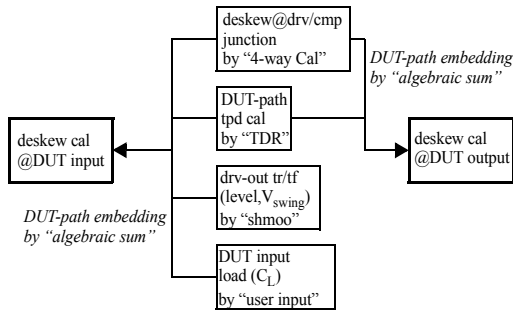 deskew@drv/cmp
junction
by “4-way Cal”
DUT-path embedding
by “algebraic sum”
DUT-path
tpd cal
by “TDR”
deskew cal
@DUT input
deskew cal
@DUT output
drv-out tr/tf
(level,Vswing)
by “shmoo”
DUT-path embedding
by “algebraic sum”
DUT input
load (CL)
by “user input”